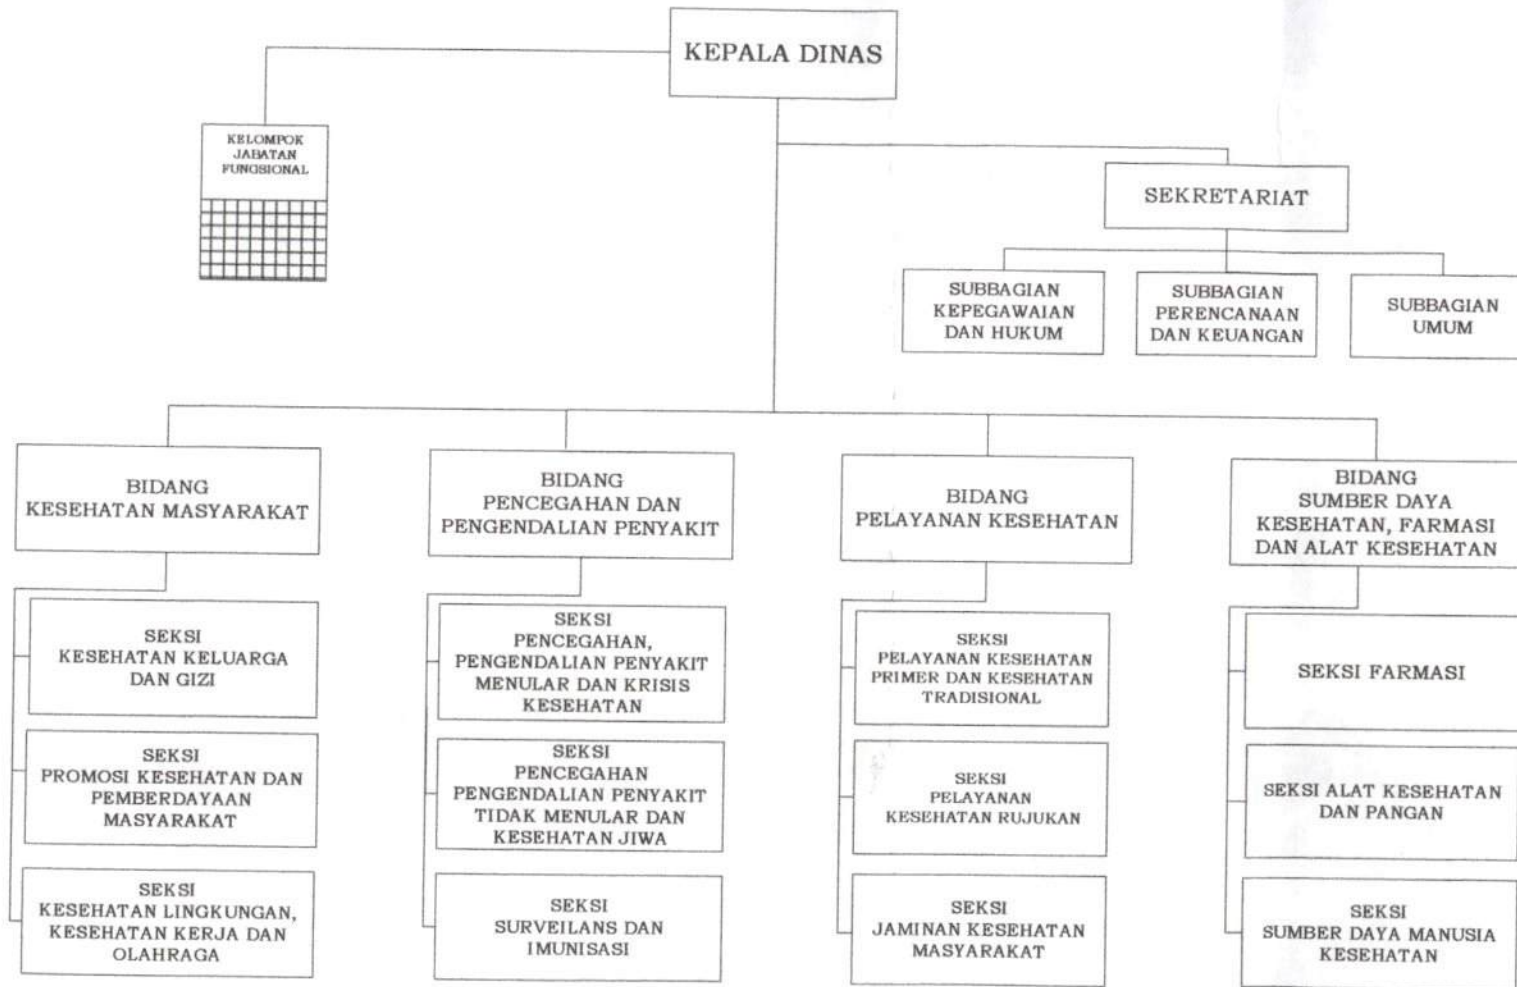 KEPALA DINAS
KELOMPOK
JABATAN
FUNGSIONAL
SEKRETARIAT
SUBBAGIAN
KEPEGAWAIAN
DAN HUKUM
SUBBAGIAN
PERENCANAAN
DAN KEUANGAN
SUBBAGIAN
UMUM
BIDANG
KESEHATAN MASYARAKAT
BIDANG
PENCEGAHAN DAN
PENGENDALIAN PENYAKIT
BIDANG
PELAYANAN KESEHATAN
BIDANG
SUMBER DAYA
KESEHATAN, FARMASI
DAN ALAT KESEHATAN
SEKSI
KESEHATAN KELUARGA
DAN GIZI
SEKSI
PENCEGAHAN,
PENGENDALIAN PENYAKIT
MENULAR DAN KRISIS
KESEHATAN
SEKSI
PELAYANAN KESEHATAN
PRIMER DAN KESEHATAN
TRADISIONAL
SEKSI FARMASI
SEKSI
PROMOSI KESEHATAN DAN
PEMBERDAYAAN
MASYARAKAT
SEKSI
PENCEGAHAN
PENGENDALIAN PENYAKIT
TIDAK MENULAR DAN
KESEHATAN JIWA
SEKSI
PELAYANAN
KESEHATAN RUJUKAN
SEKSI ALAT KESEHATAN
DAN PANGAN
SEKSI
KESEHATAN LINGKUNGAN,
KESEHATAN KERJA DAN
OLAHRAGA
SEKSI
SURVEILANS DAN
IMUNISASI
SEKSI
JAMINAN KESEHATAN
MASYARAKAT
SEKSI
SUMBER DAYA MANUSIA
KESEHATAN